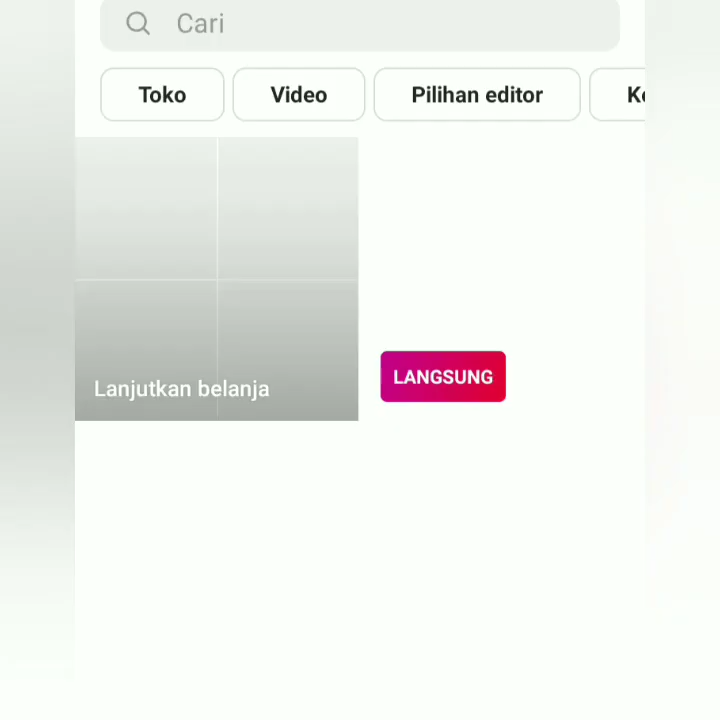 Cari
Toko
Video
Pilihan editor
Lanjutkan belanja
LANGSUNG